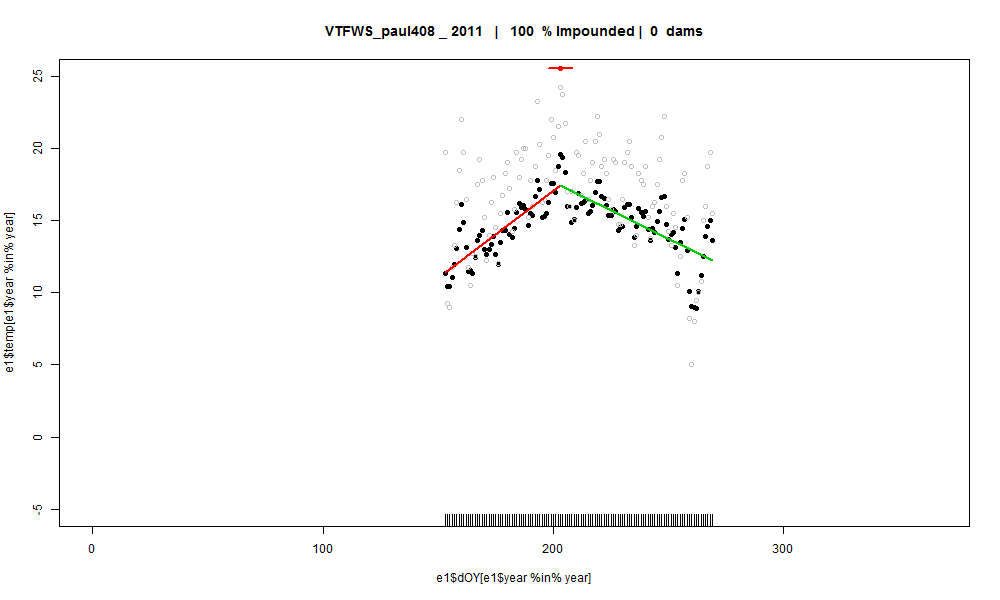 VTFWS_paul408 _ 2011 | 100 % Impounded | 0 dams
25
20
15
10
5
0
-5
e1$temp[e1$year %in% year]
0 100 200 300
e1$dOY[e1$year %in% year]